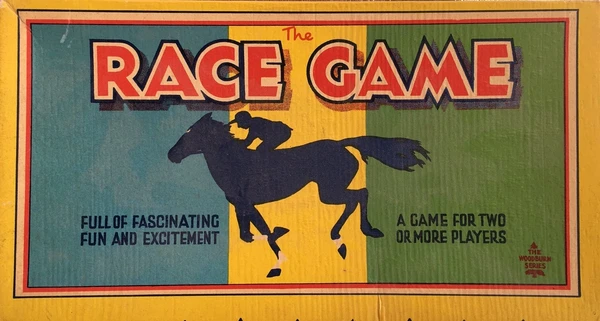 The
RACE GAME
FULL OF FASCINATING
FUN AND EXCITEMENT
A GAME FOR TWO
OR MORE PLAYERS
THE
WOODBURN
SERIES